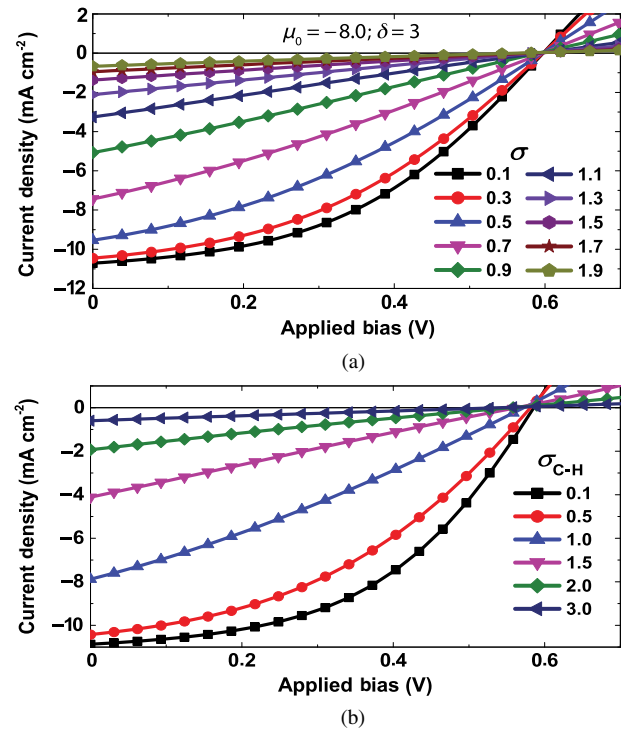 μ₀ = −8.0; δ = 3
Current density (mA cm⁻²)
0
−2
−4
−6
−8
−10
−12
σ
0.1 1.1
0.3 1.3
0.5 1.5
0.7 1.7
0.9 1.9
0 0.2 0.4 0.6
Applied bias (V)
(a)
Current density (mA cm⁻²)
0
−2
−4
−6
−8
−10
σC-H
0.1
0.5
1.0
1.5
2.0
3.0
0 0.2 0.4 0.6
Applied bias (V)
(b)